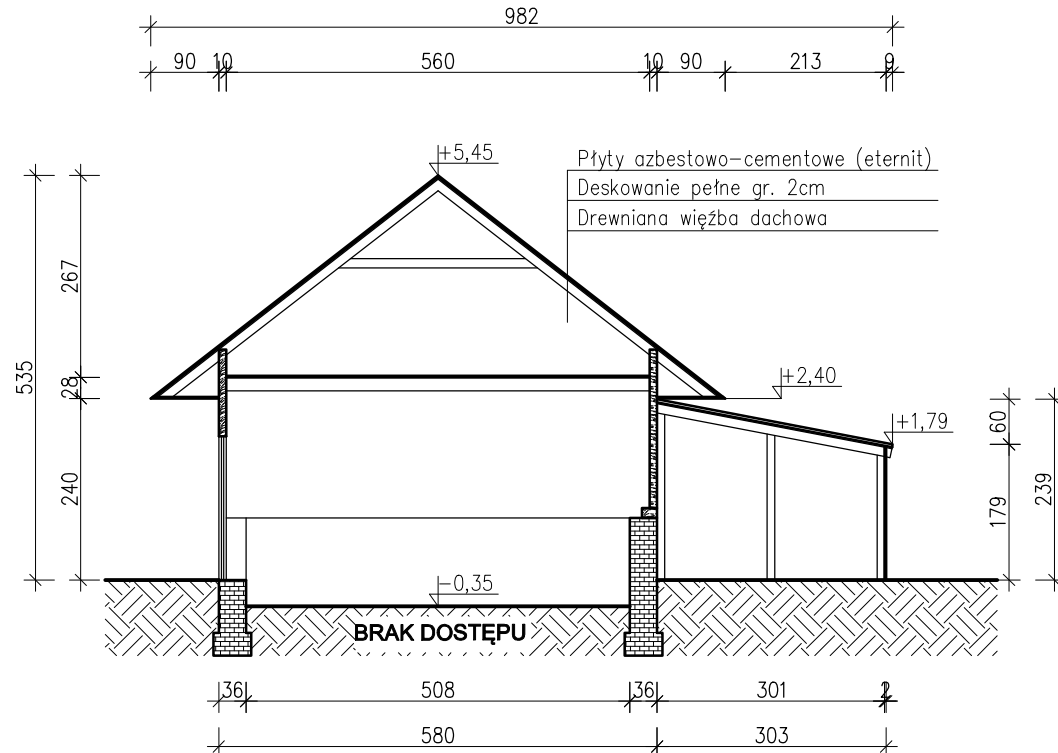 982
90 10 560 10 90 213 9
+5,45
Płyty azbestowo-cementowe (eternit)
Deskowanie pełne gr. 2cm
Drewniana więźba dachowa
535
267
28
240
+2,40
+1,79
60
179
239
-0,35
BRAK DOSTĘPU
36 508 36 301 2
580 303